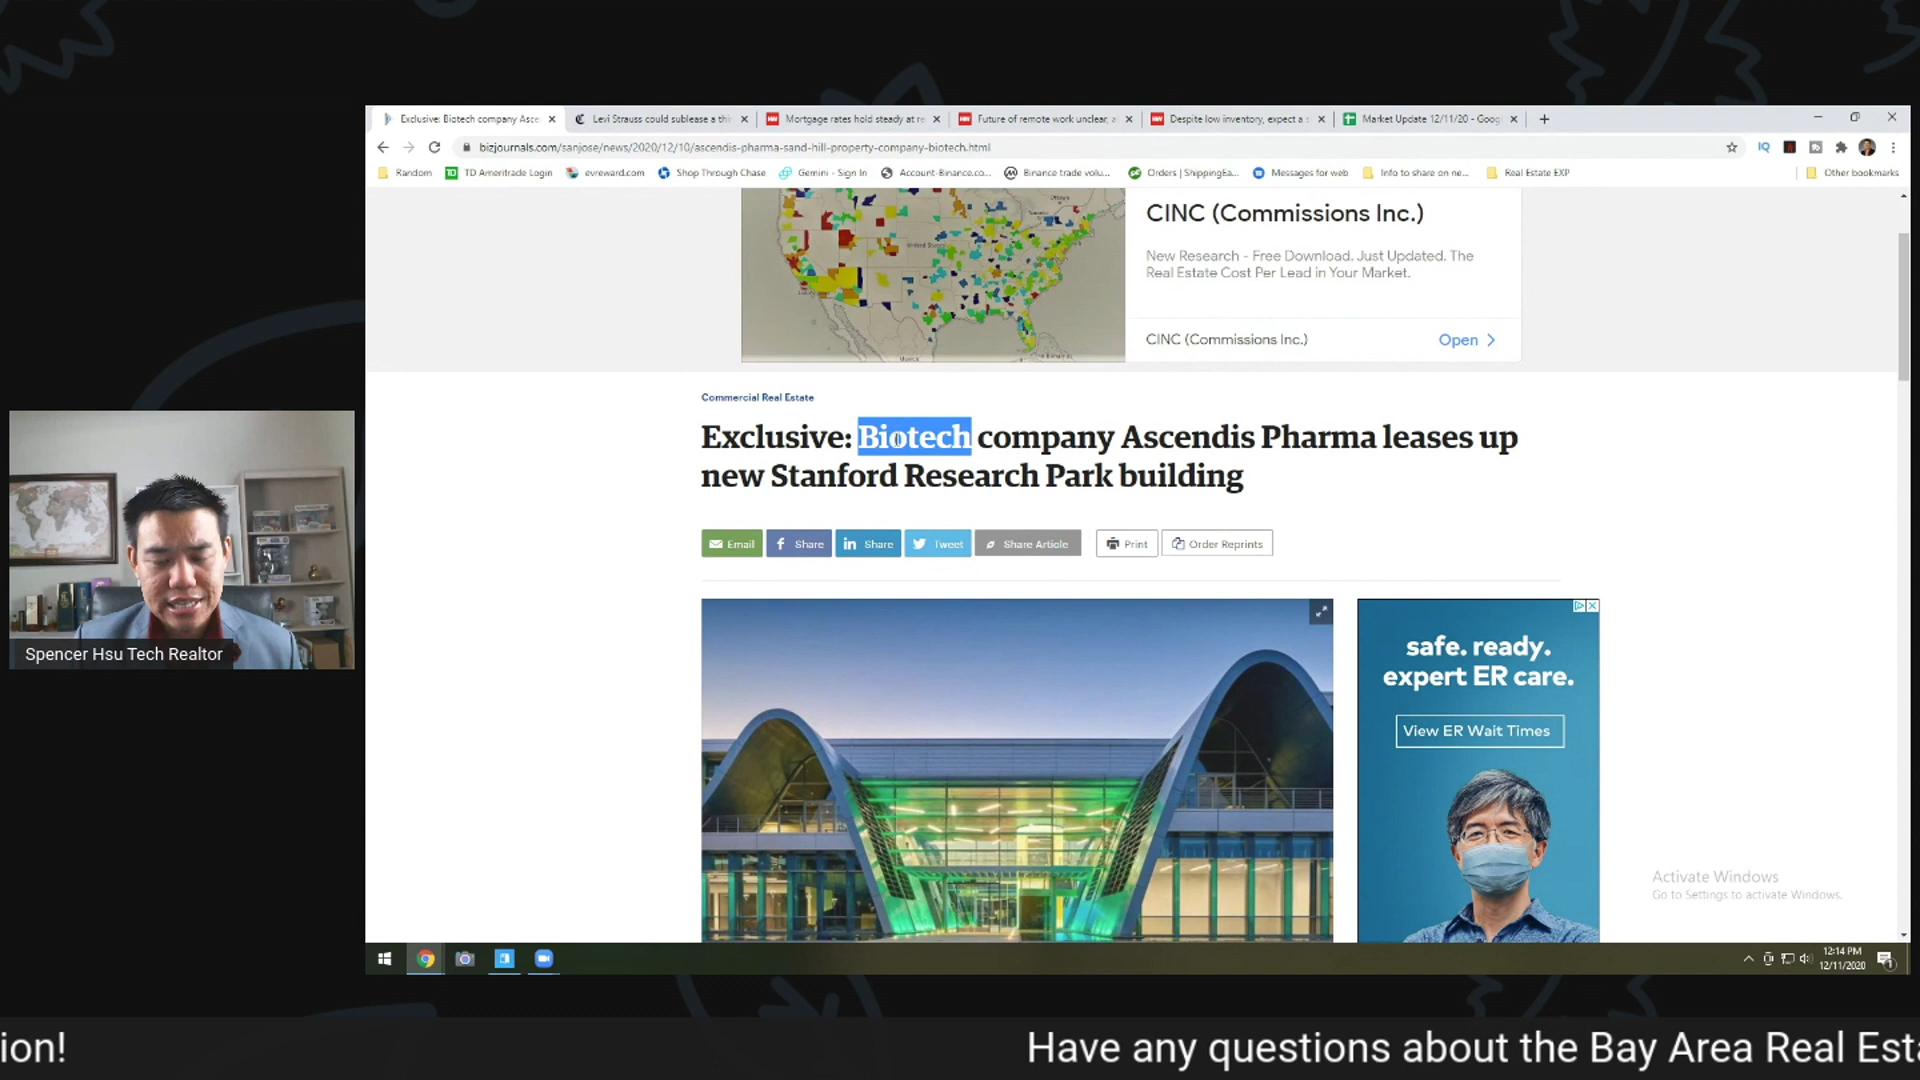 Exclusive: Biotech company Asce
Levi Strauss could sublease a thi
Mortgage rates hold steady at re
Future of remote work unclear, a
Despite low inventory, expect a s
Market Update 12/11/20 - Goog
bizjournals.com/sanjose/news/2020/12/10/ascendis-pharma-sand-hill-property-company-biotech.html
Random
TD Ameritrade Login
evreward.com
Shop Through Chase
Gemini - Sign In
Account-Binance.co...
Binance trade volu...
Orders | ShippingEa...
Messages for web
Info to share on ne...
Real Estate EXP
Other bookmarks
CINC (Commissions Inc.)
New Research - Free Download. Just Updated. The
Real Estate Cost Per Lead in Your Market.
CINC (Commissions Inc.)
Open
Commercial Real Estate
Exclusive: Biotech company Ascendis Pharma leases up
new Stanford Research Park building
Email
Share
Share
Tweet
Share Article
Print
Order Reprints
safe. ready.
expert ER care.
View ER Wait Times
Spencer Hsu Tech Realtor
Activate Windows
Go to Settings to activate Windows.
12:14 PM
12/11/2020
ion!
Have any questions about the Bay Area Real Esta